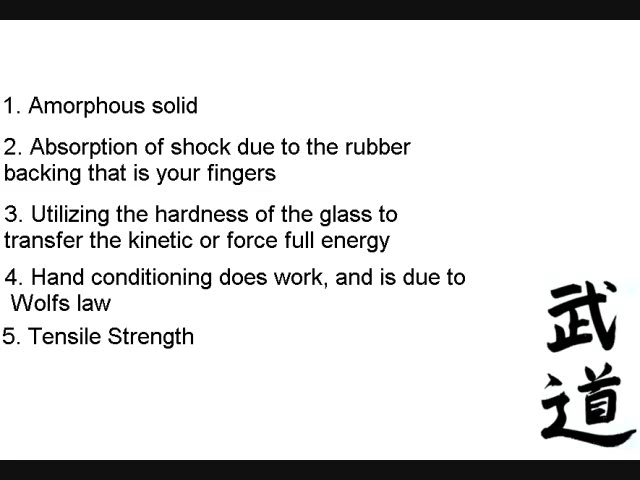 1. Amorphous solid
2. Absorption of shock due to the rubber
backing that is your fingers
3. Utilizing the hardness of the glass to
transfer the kinetic or force full energy
4. Hand conditioning does work, and is due to
Wolfs law
5. Tensile Strength
武
道